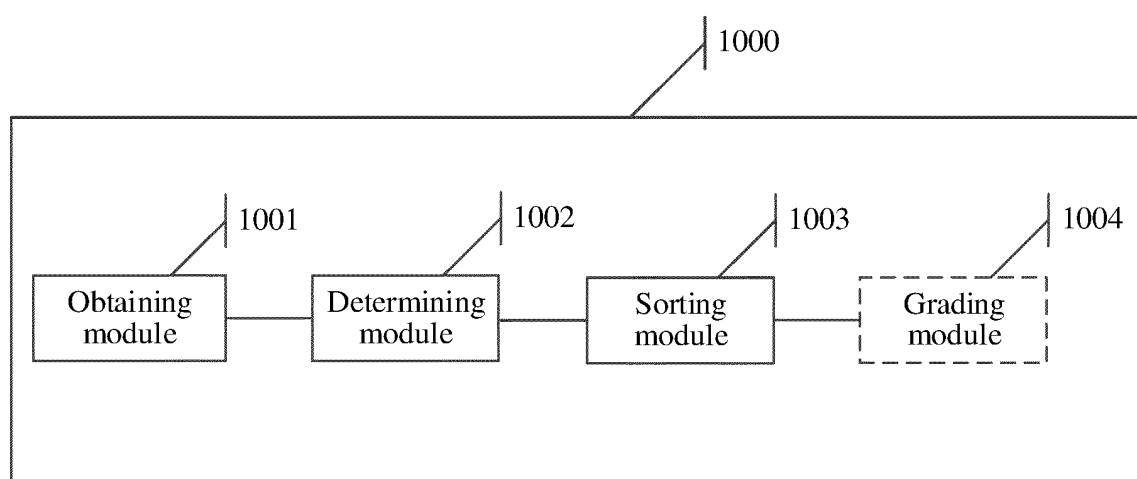 1000
1001
1002
1003
1004
Obtaining
module
Determining
module
Sorting
module
Grading
module